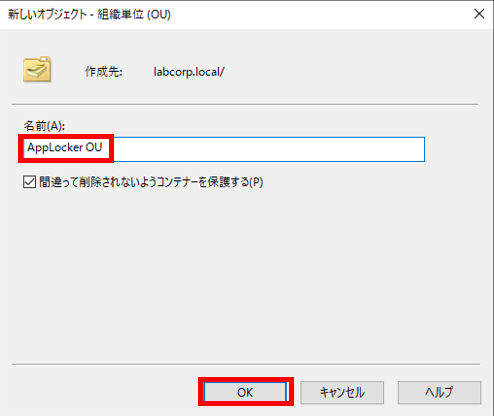 新しいオブジェクト - 組織単位 (OU)
作成先: labcorp.local/
名前(A):
AppLocker OU
間違って削除されないようコンテナーを保護する(P)
OK キャンセル ヘルプ